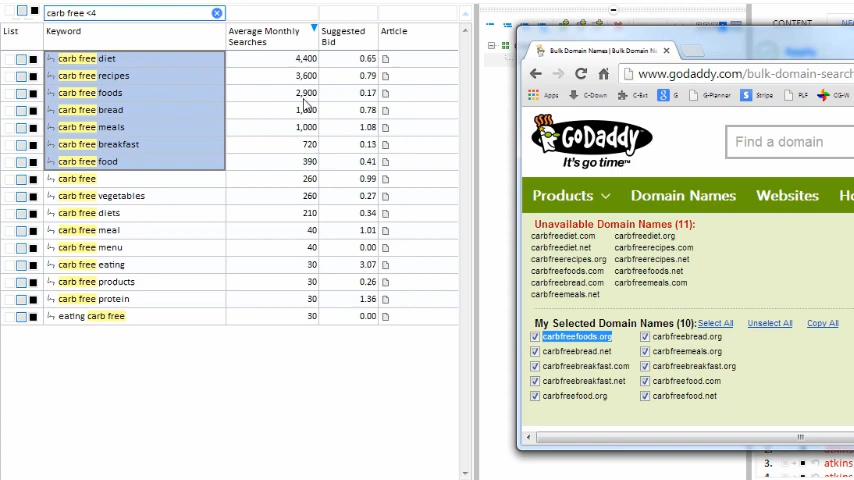 carb free <4
List Keyword Average Monthly Searches Suggested Bid Article
carb free diet 4,400 0.65
carb free recipes 3,600 0.79
carb free foods 2,900 0.17
carb free bread 0.78
carb free meals 1,000 1.08
carb free breakfast 720 0.13
carb free food 390 0.41
carb free 260 0.99
carb free vegetables 260 0.27
carb free diets 210 0.34
carb free meal 40 1.01
carb free menu 40 0.00
carb free eating 30 3.07
carb free products 30 0.26
carb free protein 30 1.36
eating carb free 30 0.00
CONTENT
Bulk Domain Names | Bulk Domain
www.godaddy.com/bulk-domain-search
Apps C-Down C-Ext G G-Planner Stripe PLF CG-W
GoDaddy
It's go time™
Find a domain
Products Domain Names Websites
Unavailable Domain Names (11):
carbfreediet.com carbfreediet.org
carbfreediet.net carbfreerecipes.com
carbfreerecipes.org carbfreerecipes.net
carbfreefoods.com carbfreefoods.net
carbfreebread.com carbfreemeals.com
carbfreemeals.net
My Selected Domain Names (10): Select All Unselect All Copy All
carbfreefoods.org carbfreebread.org
carbfreebread.net carbfreemeals.org
carbfreebreakfast.com carbfreebreakfast.org
carbfreebreakfast.net carbfreefood.com
carbfreefood.org carbfreefood.net
3. atkins